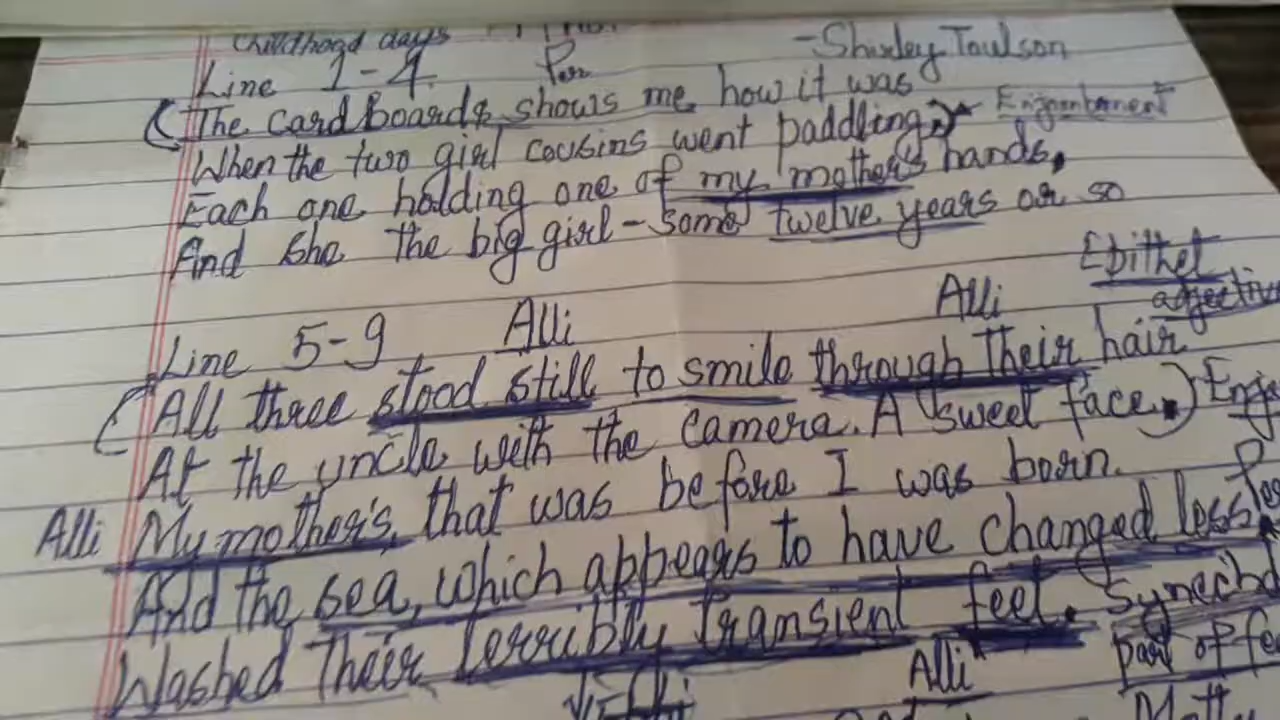 Childhood days
-Shirley Toulson
Line 1-4.
(The cardboards shows me how it was
When the two girl cousins went paddling,) Enjambment
Each one holding one of my mother's hands,
And she the big girl - some twelve years or so
Epithet
Line 5-9 Alli Alli adjective
(All three stood still to smile through their hair
At the uncle with the camera. A sweet face.) Enj
Alli My mother's, that was before I was born.
And the sea, which appears to have changed less
Washed their terribly transient feet. Synecd
Alli part of fe